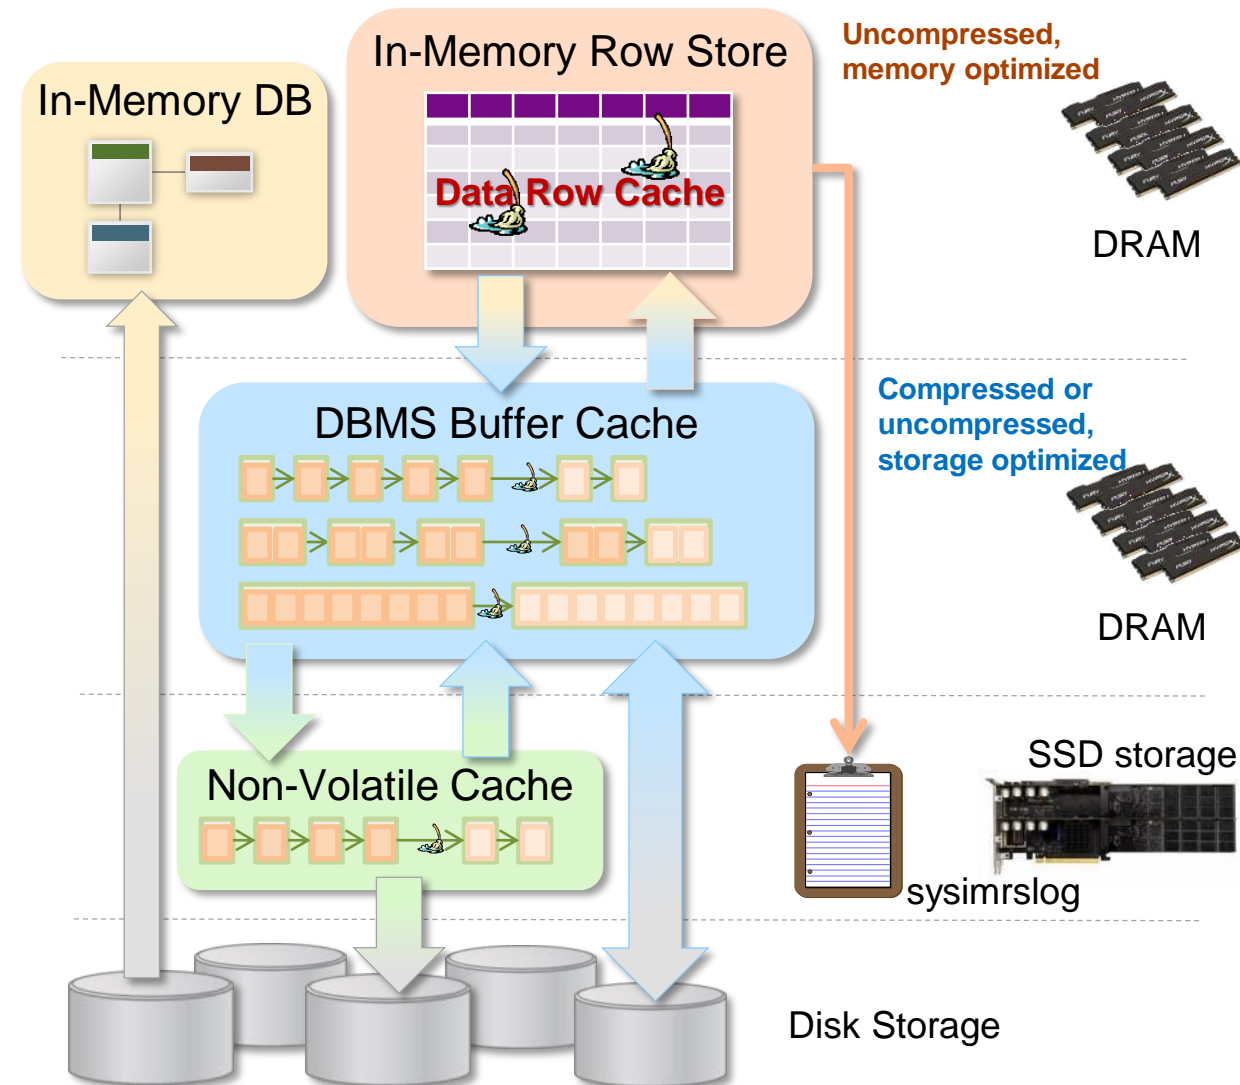 In-Memory DB
In-Memory Row Store
Data Row Cache
Uncompressed,
memory optimized
DRAM
DBMS Buffer Cache
Compressed or
uncompressed,
storage optimized
DRAM
Non-Volatile Cache
SSD storage
sysimrslog
Disk Storage